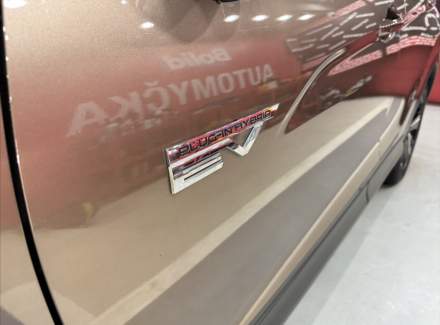 Bolid
AUTOMYČKA
PLUG-IN HYBRID
EV